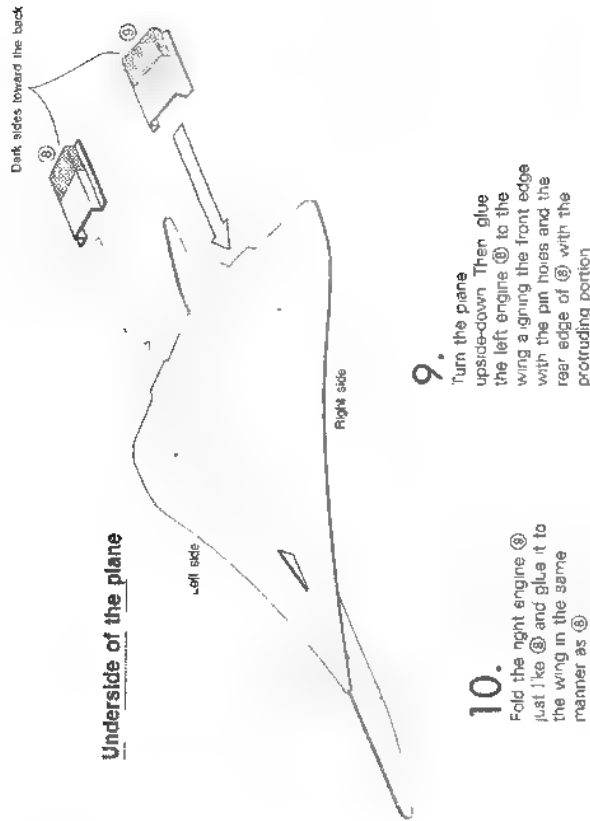 Dark sides toward the back
⑧
⑨
Underside of the plane
Left side
Right side
9.
Turn the plane
upside-down Then glue
the left engine ⑧ to the
wing a igning the front edge
with the pin holes and the
rear edge of ⑧ with the
protruding portion
10.
Fold the right engine ⑨
just l'ke ⑧ and glue it to
the wing in the same
manner as ⑧